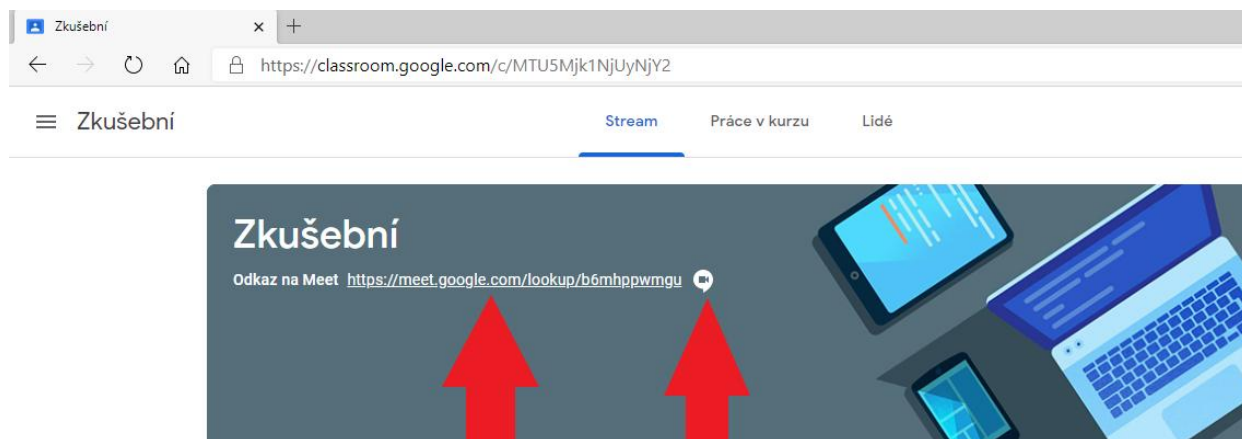 Zkušební
https://classroom.google.com/c/MTU5Mjk1NjUyNjY2
Zkušební Stream Práce v kurzu Lidé
Zkušební
Odkaz na Meet https://meet.google.com/lookup/b6mhppwmgu